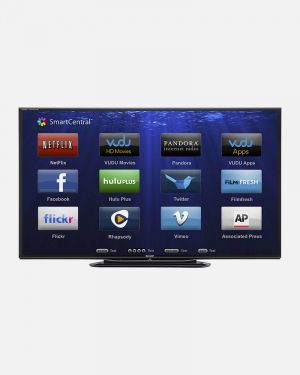 SmartCentral
NETFLIX
VUDU
HD Movies
PANDORA
internet radio
VUDU
Apps
NetFlix
VUDU Movies
Pandora
VUDU Apps
f
hulu PLUS
FILM FRESH
Facebook
Hulu Plus
Twitter
Filmfresh
flickr
v
AP
Flickr
Rhapsody
Vimeo
Associated Press